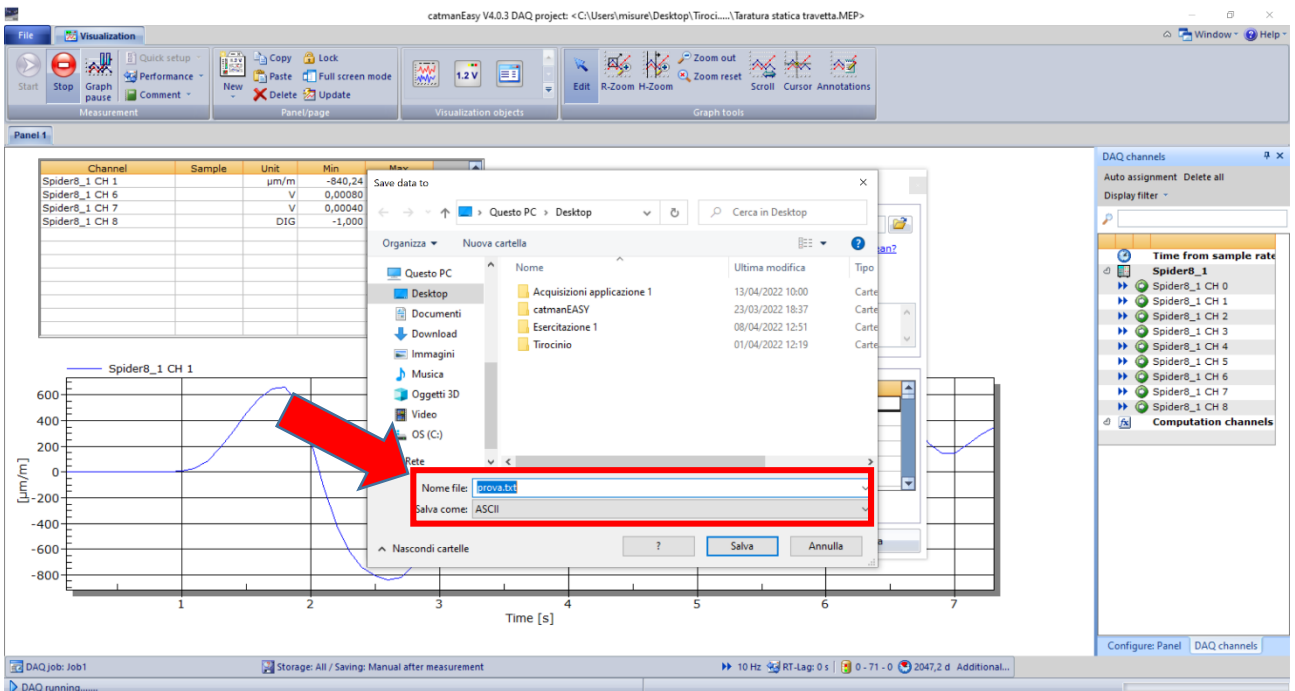 catmanEasy V4.0.3 DAQ project: <C:\Users\misure\Desktop\Tiroci.....\Taratura statica travetta.MEP>
File Visualization Window Help
Start Stop Graph pause Quick setup Performance Comment
Measurement
New Copy Paste Delete Lock Full screen mode Update
Panel/page
1.2 V
Visualization objects
Edit R-Zoom H-Zoom Zoom out Zoom reset Scroll Cursor Annotations
Graph tools
Panel 1
Channel Sample Unit Min Max
Spider8_1 CH 1 µm/m -840,24
Spider8_1 CH 6 V 0,00080
Spider8_1 CH 7 V 0,00040
Spider8_1 CH 8 DIG -1,000
Save data to
Questo PC > Desktop
Cerca in Desktop
Organizza Nuova cartella
Questo PC
Desktop
Documenti
Download
Immagini
Musica
Oggetti 3D
Video
OS (C:)
Rete
Nome Ultima modifica Tipo
Acquisizioni applicazione 1 13/04/2022 10:00 Carte
catmanEASY 23/03/2022 18:37 Carte
Esercitazione 1 08/04/2022 12:51 Carte
Tirocinio 01/04/2022 12:19 Carte
Nome file: prova.txt
Salva come: ASCII
Nascondi cartelle
? Salva Annulla
Spider8_1 CH 1
600
400
200
0
-200
-400
-600
-800
[µm/m]
1 2 3 4 5 6 7
Time [s]
DAQ channels
Auto assignment Delete all
Display filter
Time from sample rate
Spider8_1
Spider8_1 CH 0
Spider8_1 CH 1
Spider8_1 CH 2
Spider8_1 CH 3
Spider8_1 CH 4
Spider8_1 CH 5
Spider8_1 CH 6
Spider8_1 CH 7
Spider8_1 CH 8
fx Computation channels
Configure: Panel DAQ channels
DAQ job: Job1 Storage: All / Saving: Manual after measurement 10 Hz RT-Lag: 0 s 0 - 71 - 0 2047,2 d Additional...
DAQ running.......